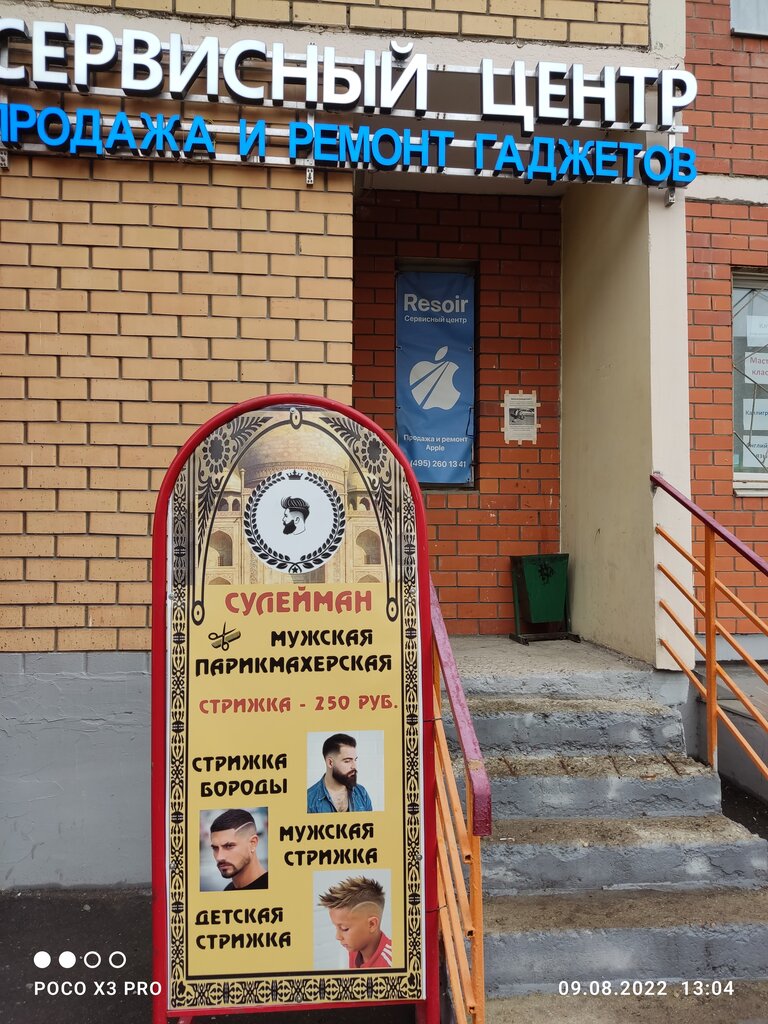 СЕРВИСНЫЙ ЦЕНТР
ПРОДАЖА И РЕМОНТ ГАДЖЕТОВ
Resoir
Сервисный центр
Продажа и ремонт
Apple
(495) 260 13 41
СУЛЕЙМАН
МУЖСКАЯ
ПАРИКМАХЕРСКАЯ
СТРИЖКА - 250 РУБ.
СТРИЖКА
БОРОДЫ
МУЖСКАЯ
СТРИЖКА
ДЕТСКАЯ
СТРИЖКА
POCO X3 PRO
09.08.2022 13:04